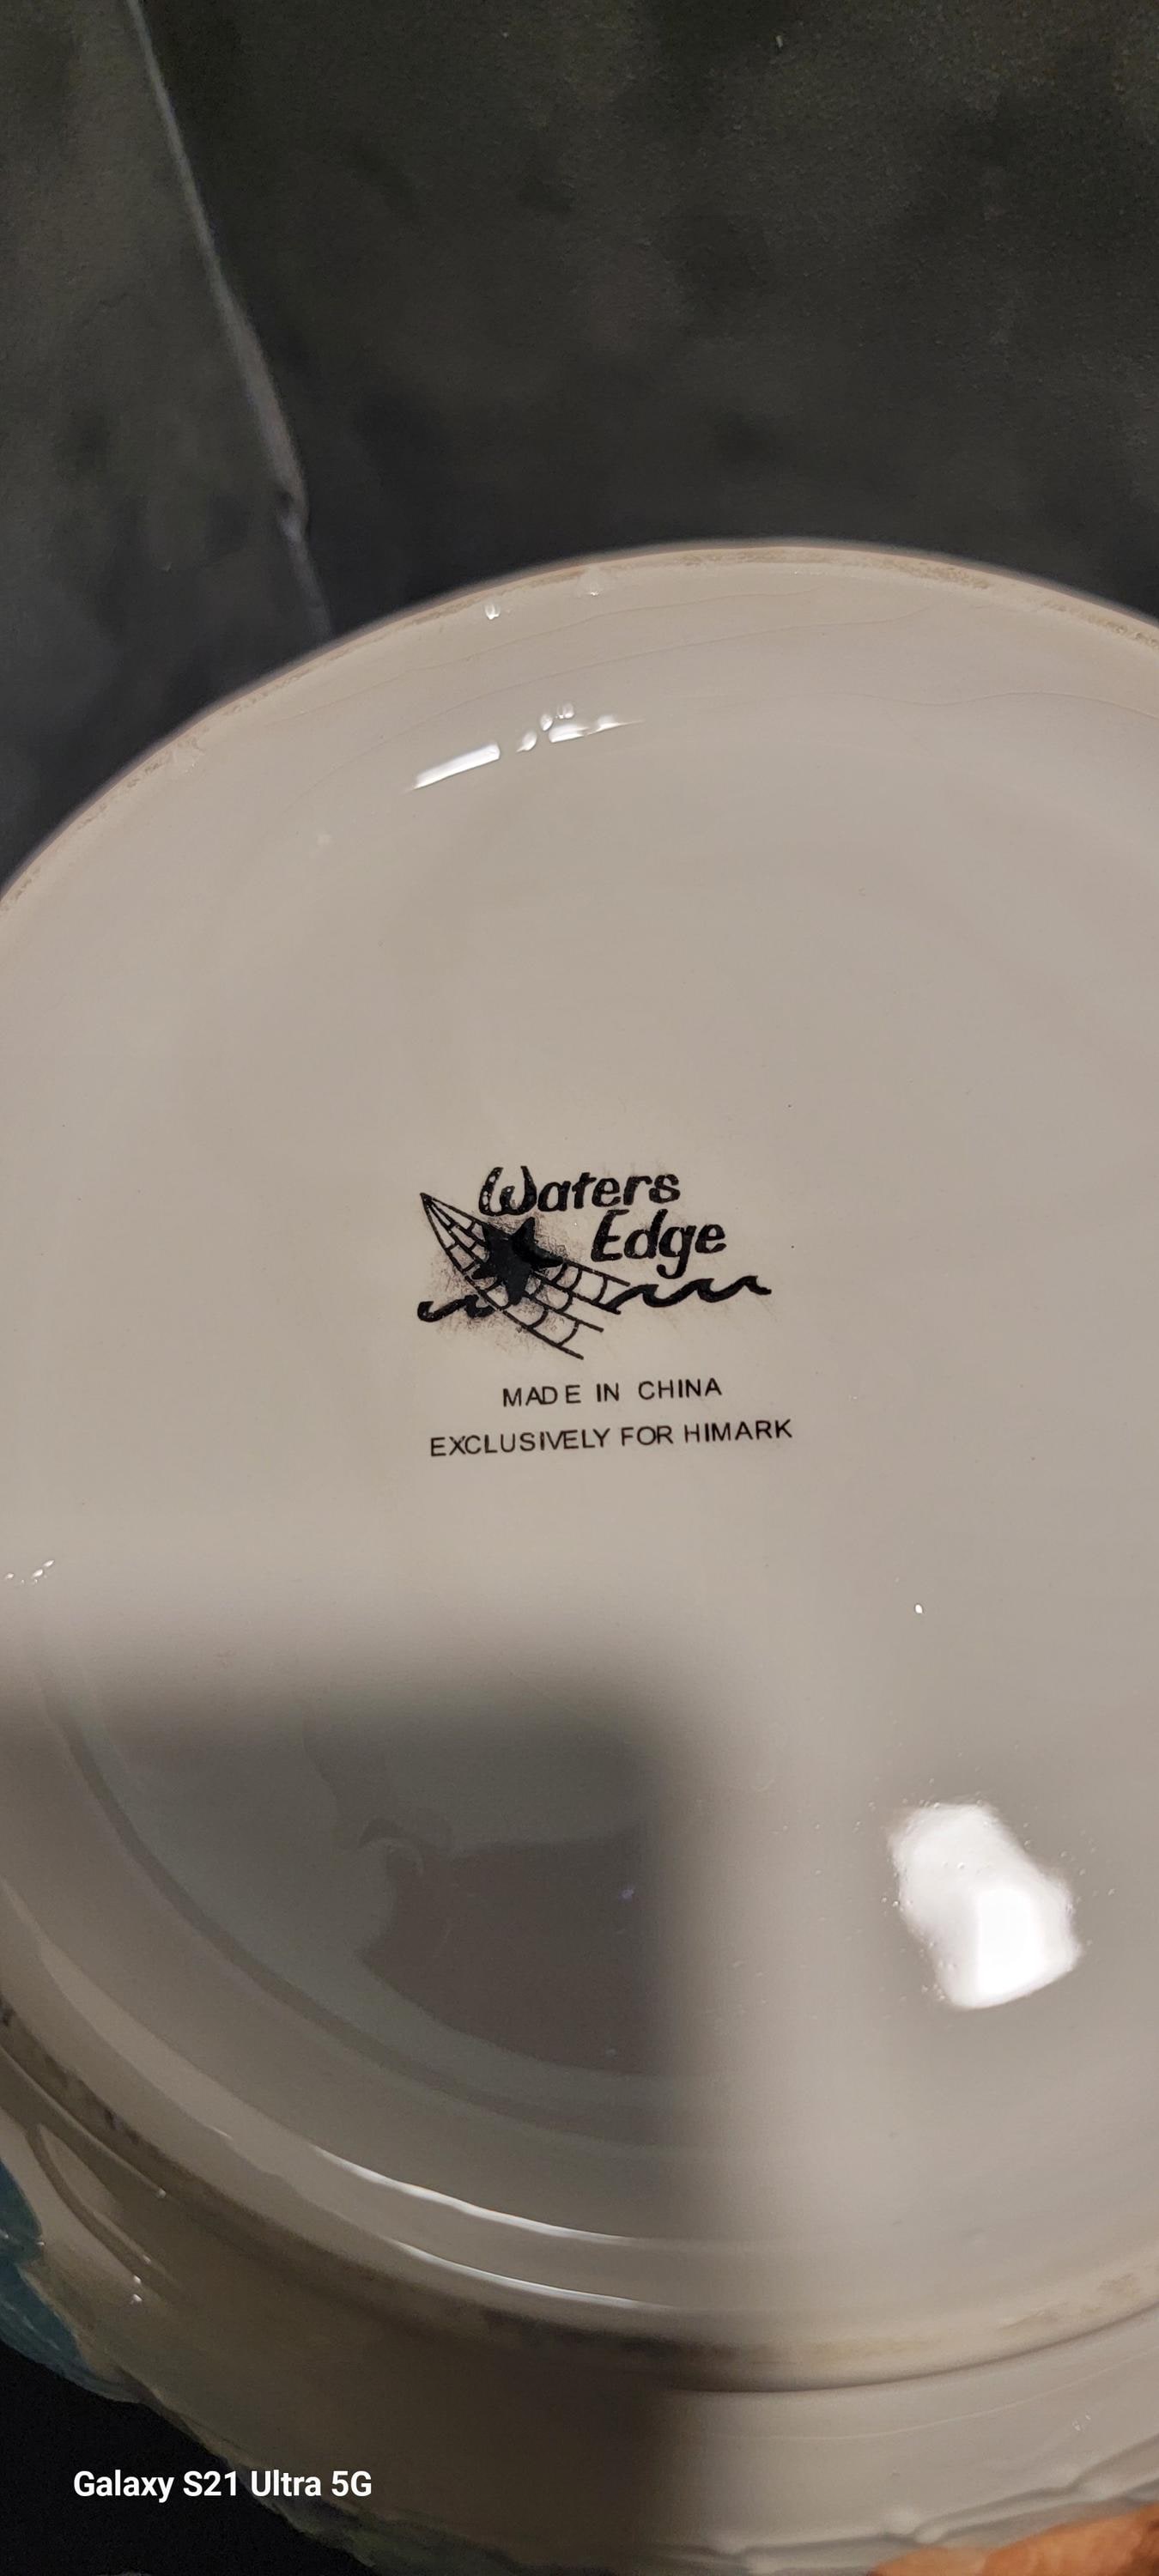 Waters
Edge
MADE IN CHINA
EXCLUSIVELY FOR HIMARK
Galaxy S21 Ultra 5G